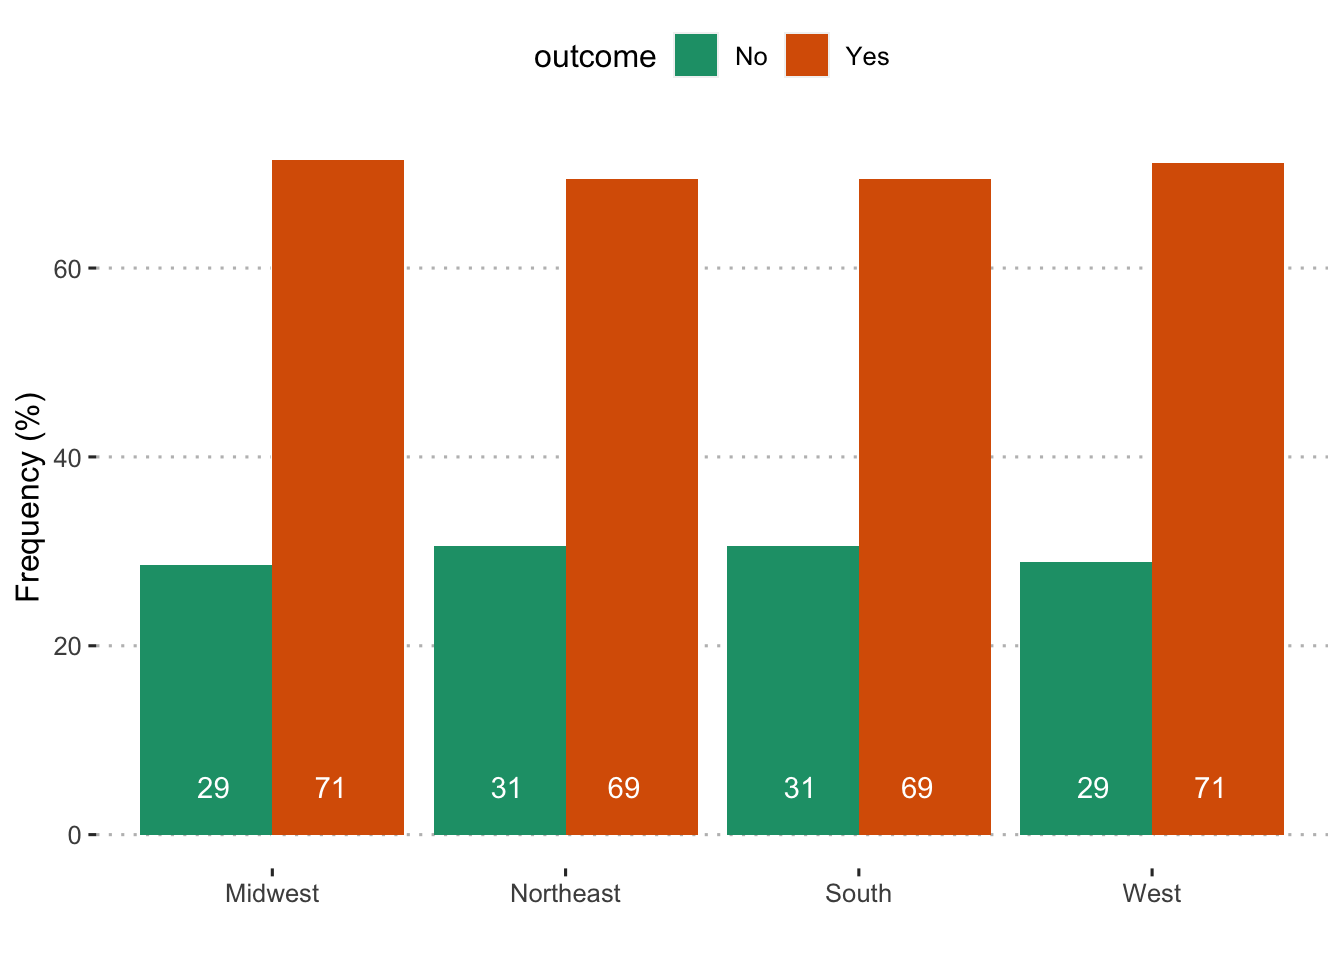 outcome No Yes
Frequency (%)
60
40
20
0
29 71 31 69 31 69 29 71
Midwest Northeast South West